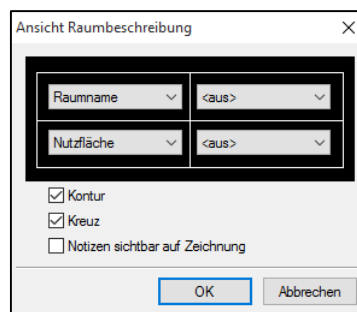 Ansicht Raumbeschreibung
Raumname <aus>
Nutzfläche <aus>
Kontur
Kreuz
Notizen sichtbar auf Zeichnung
OK Abbrechen